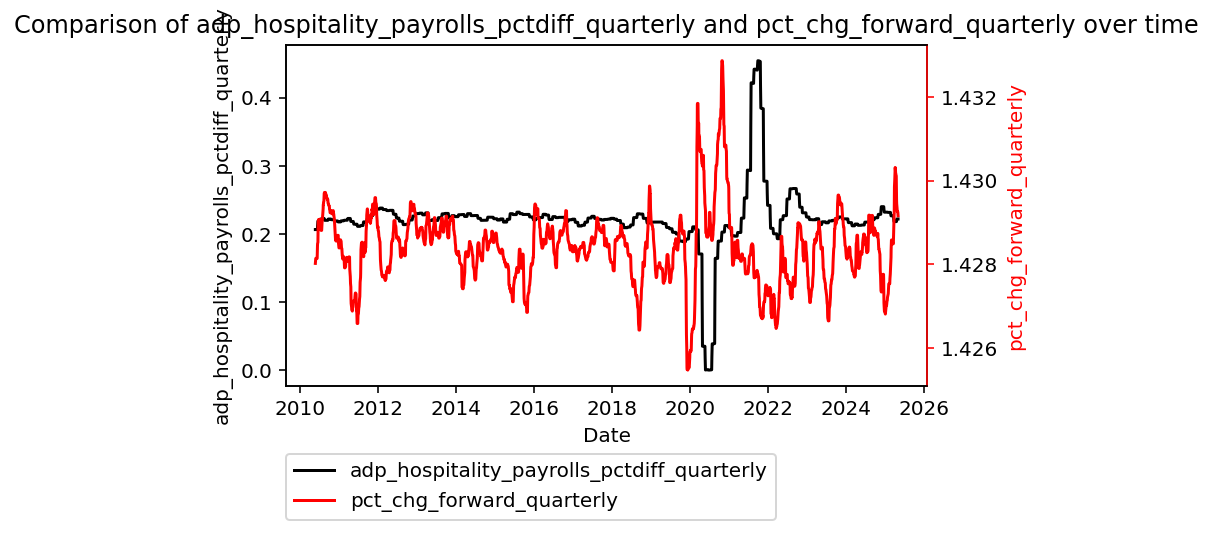 Comparison of adp_hospitality_payrolls_pctdiff_quarterly and pct_chg_forward_quarterly over time
adp_hospitality_payrolls_pctdiff_quarterly
0.4
0.3
0.2
0.1
0.0
1.432
1.430
1.428
1.426
pct_chg_forward_quarterly
2010 2012 2014 2016 2018 2020 2022 2024 2026
Date
adp_hospitality_payrolls_pctdiff_quarterly
pct_chg_forward_quarterly